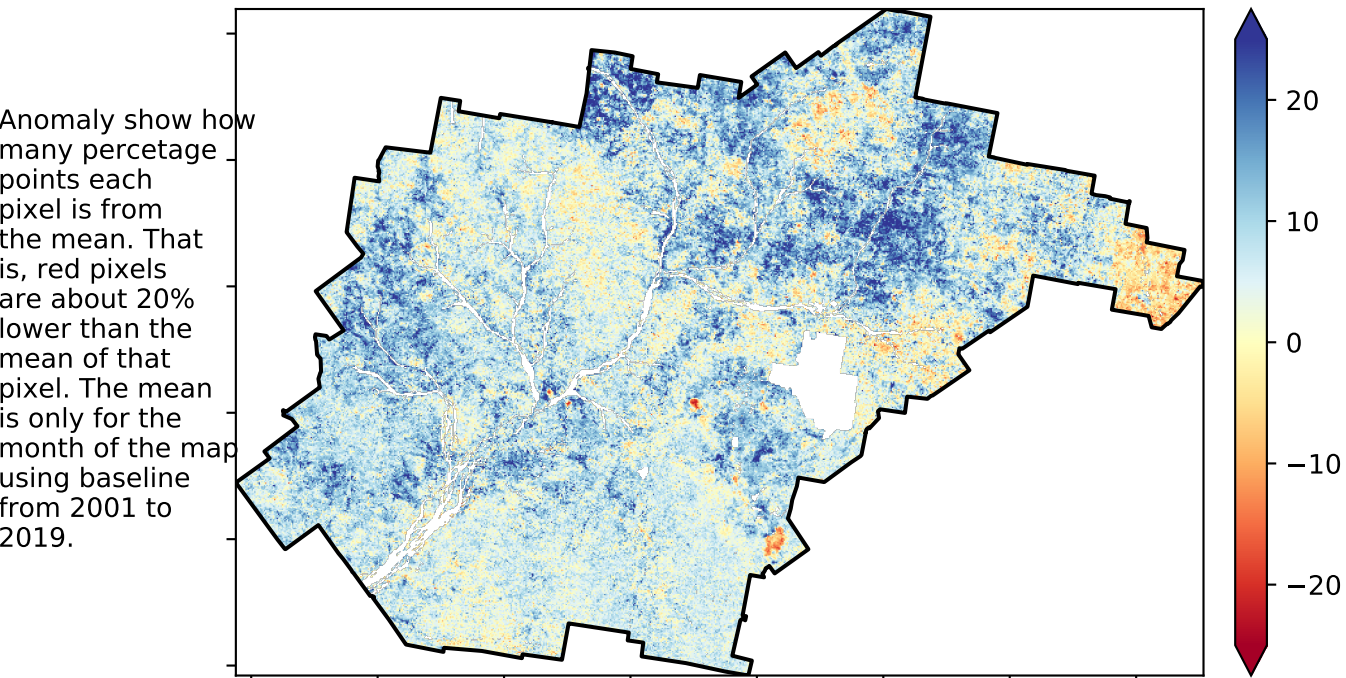 Anomaly show how
many percetage
points each
pixel is from
the mean. That
is, red pixels
are about 20%
lower than the
mean of that
pixel. The mean
is only for the
month of the map
using baseline
from 2001 to
2019.
20
10
0
−10
−20